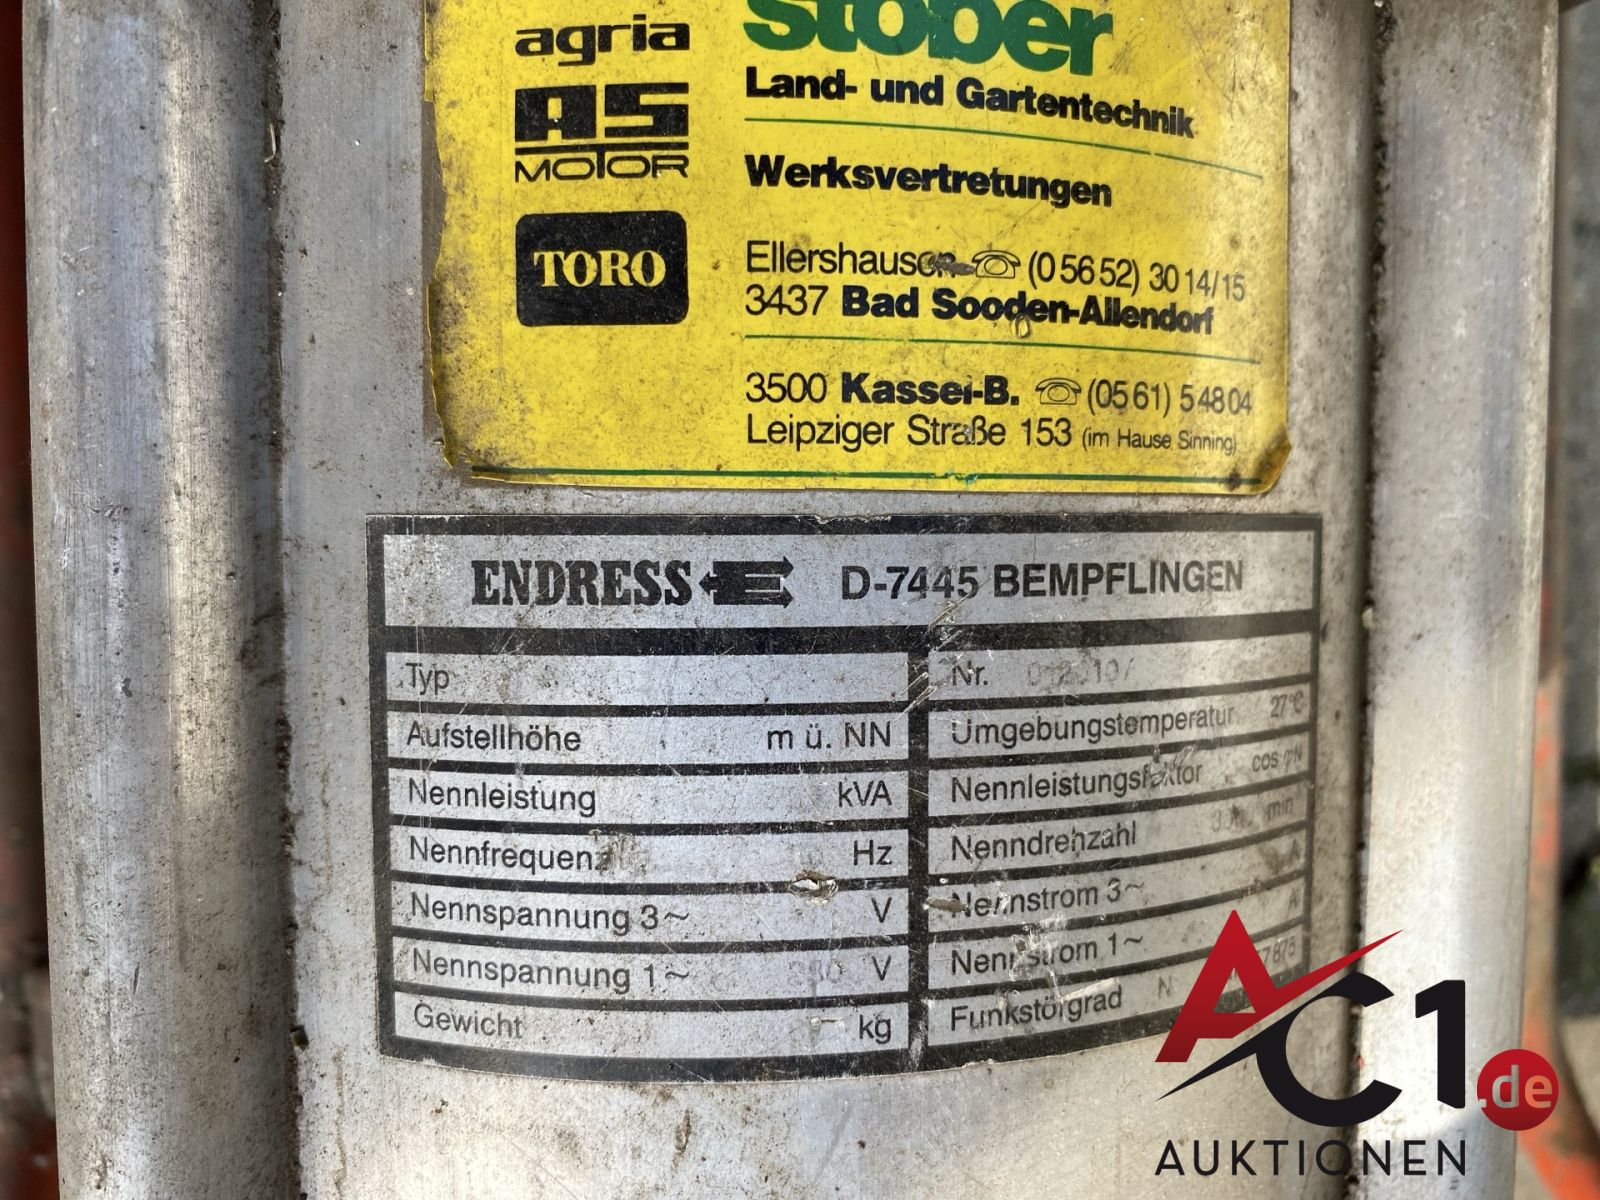 agria
AS
MOTOR
TORO
stöber
Land- und Gartentechnik
Werksvertretungen
Ellershausen (0 56 52) 30 14/15
3437 Bad Sooden-Allendorf
3500 Kassel-B. (05 61) 5 48 04
Leipziger Straße 153 (im Hause Sinning)
ENDRESS E D-7445 BEMPFLINGEN
Typ
Aufstellhöhe m ü. NN
Nennleistung kVA
Nennfrequenz Hz
Nennspannung 3~ V
Nennspannung 1~ V
Gewicht kg
Nr.
Umgebungstemperatur 27°C
Nennleistungsfaktor cos φN
Nenndrehzahl min
Nennstrom 3~ A
Nennstrom 1~ A
Funkstörgrad N
AC1.de
AUKTIONEN